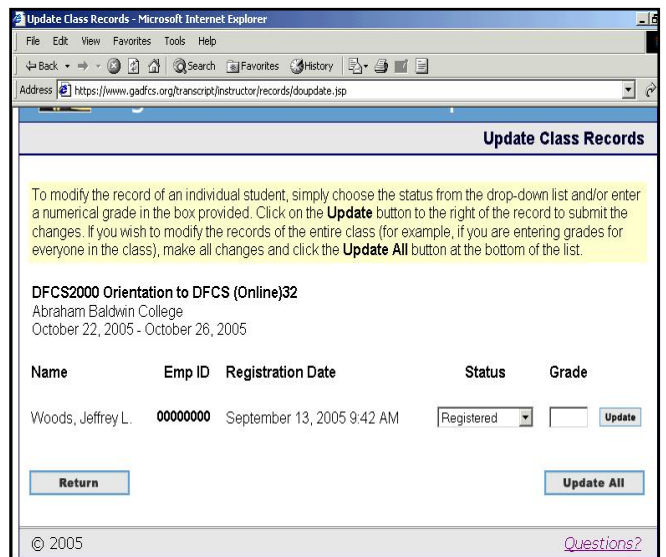 Update Class Records - Microsoft Internet Explorer
File Edit View Favorites Tools Help
Back Search Favorites History
Address https://www.gadfcs.org/transcript/instructor/records/doupdate.jsp
Update Class Records
To modify the record of an individual student, simply choose the status from the drop-down list and/or enter
a numerical grade in the box provided. Click on the Update button to the right of the record to submit the
changes. If you wish to modify the records of the entire class (for example, if you are entering grades for
everyone in the class), make all changes and click the Update All button at the bottom of the list.
DFCS2000 Orientation to DFCS (Online)32
Abraham Baldwin College
October 22, 2005 - October 26, 2005
Name Emp ID Registration Date Status Grade
Woods, Jeffrey L. 00000000 September 13, 2005 9:42 AM Registered Update
Return Update All
© 2005 Questions?